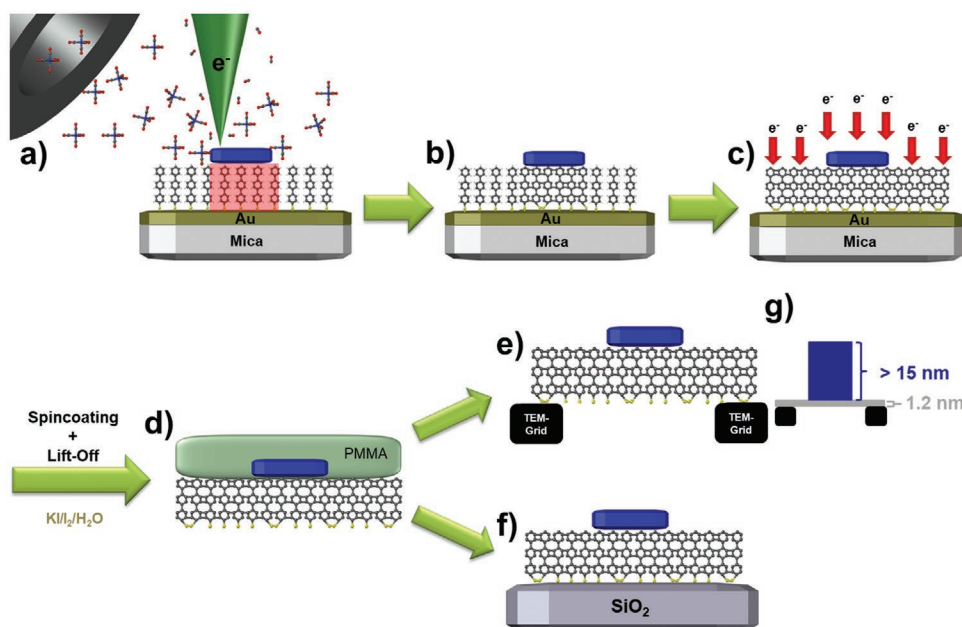 a)
e-
Au
Mica
b)
Au
Mica
c)
e- e- e-
e- e- e- e-
Au
Mica
Spincoating
+
Lift-Off
KI/I₂/H₂O
d)
PMMA
e)
TEM-
Grid
TEM-
Grid
g)
> 15 nm
1.2 nm
f)
SiO₂